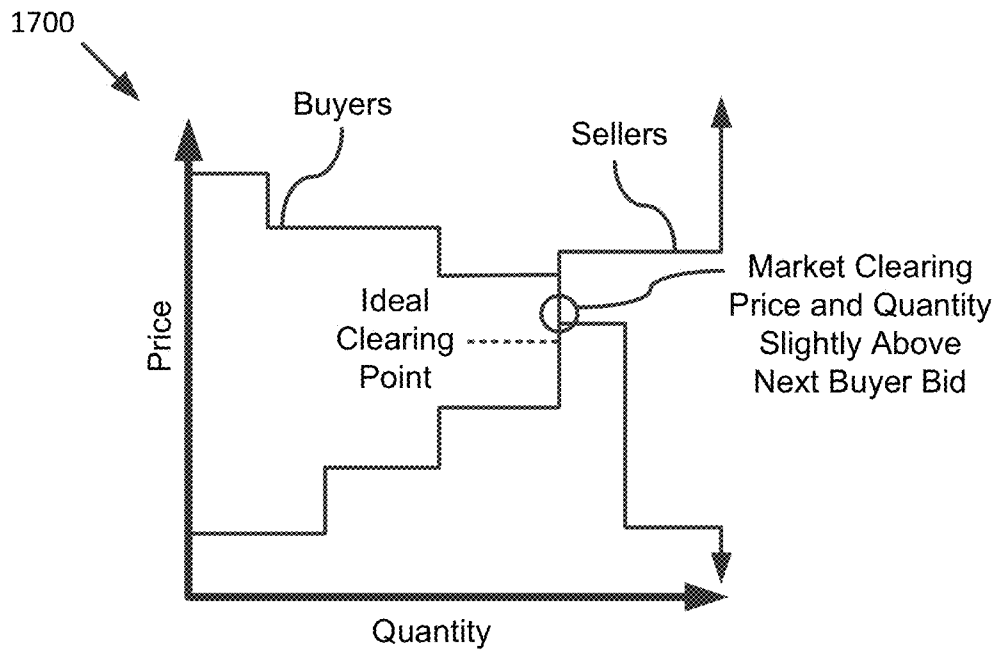 1700
Buyers
Sellers
Ideal
Clearing
Point
Market Clearing
Price and Quantity
Slightly Above
Next Buyer Bid
Price
Quantity